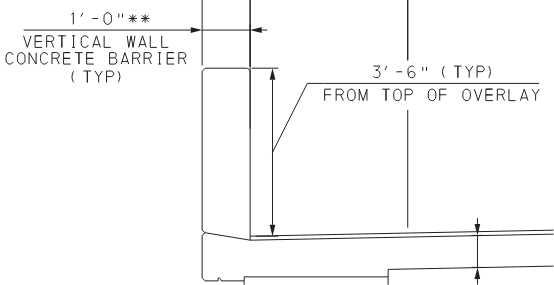 1'-0"**
VERTICAL WALL
CONCRETE BARRIER
(TYP)
3'-6" (TYP)
FROM TOP OF OVERLAY